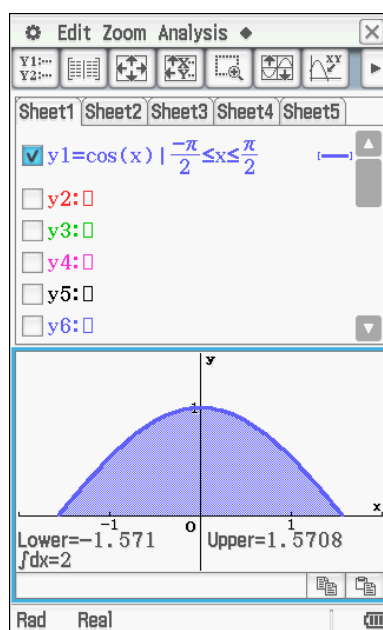 Edit Zoom Analysis ◆
Y1:··· Y2:···
Sheet1 Sheet2 Sheet3 Sheet4 Sheet5
y1=cos(x)|-π/2≤x≤π/2
y2:□
y3:□
y4:□
y5:□
y6:□
y
1
x
-1 O 1
Lower=-1.571 Upper=1.5708
∫dx=2
Rad Real